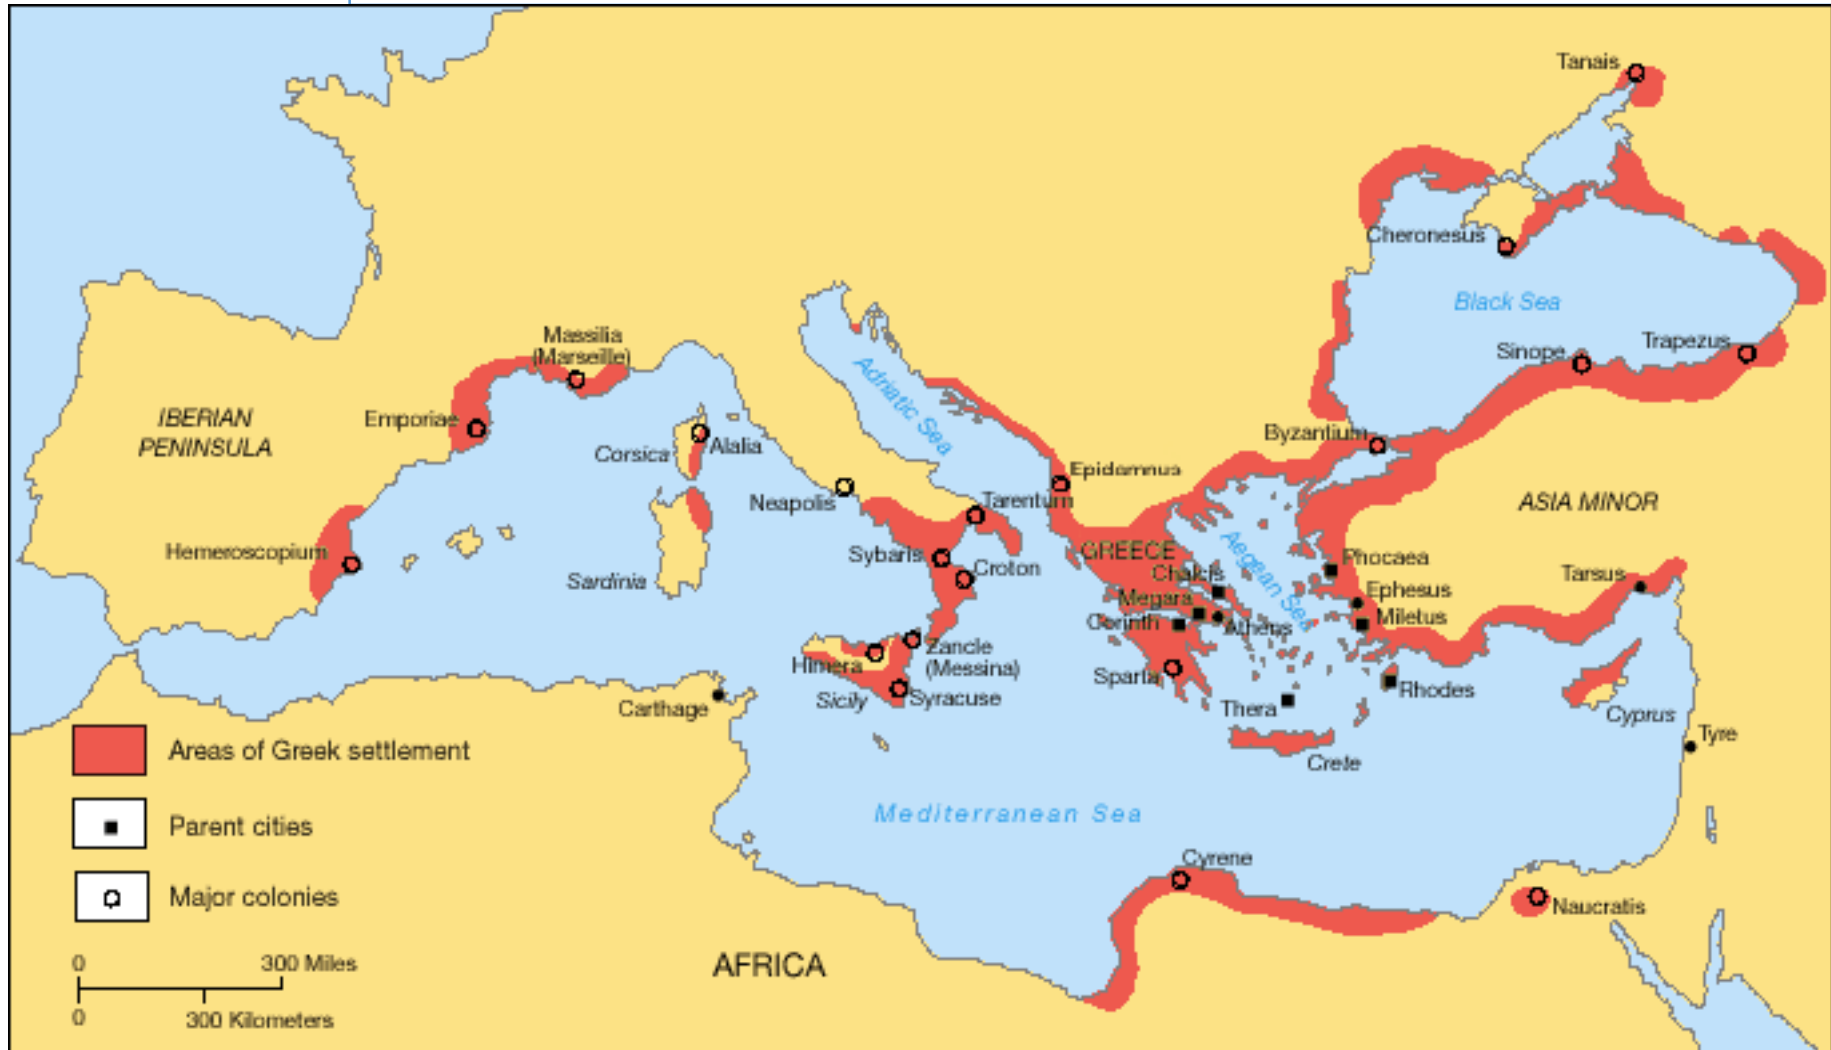 Tanais
Cheronesus
Black Sea
Trapezus
Sinope
Massilia
(Marseille)
Adriatic Sea
IBERIAN
PENINSULA
Emporiae
Corsica
Alalia
Byzantium
Epidamnus
Neapolis
Tarentum
ASIA MINOR
Hemeroscopium
Sybaris
GREECE
Aegean Sea
Phocaea
Sardinia
Croton
Chalcis
Tarsus
Megara
Ephesus
Corinth
Athens
Miletus
Himera
Zancle
(Messina)
Sparta
Rhodes
Carthage
Sicily
Syracuse
Thera
Cyprus
Tyre
Areas of Greek settlement
Crete
Parent cities
Mediterranean Sea
Cyrene
Major colonies
Naucratis
0 300 Miles
AFRICA
0 300 Kilometers